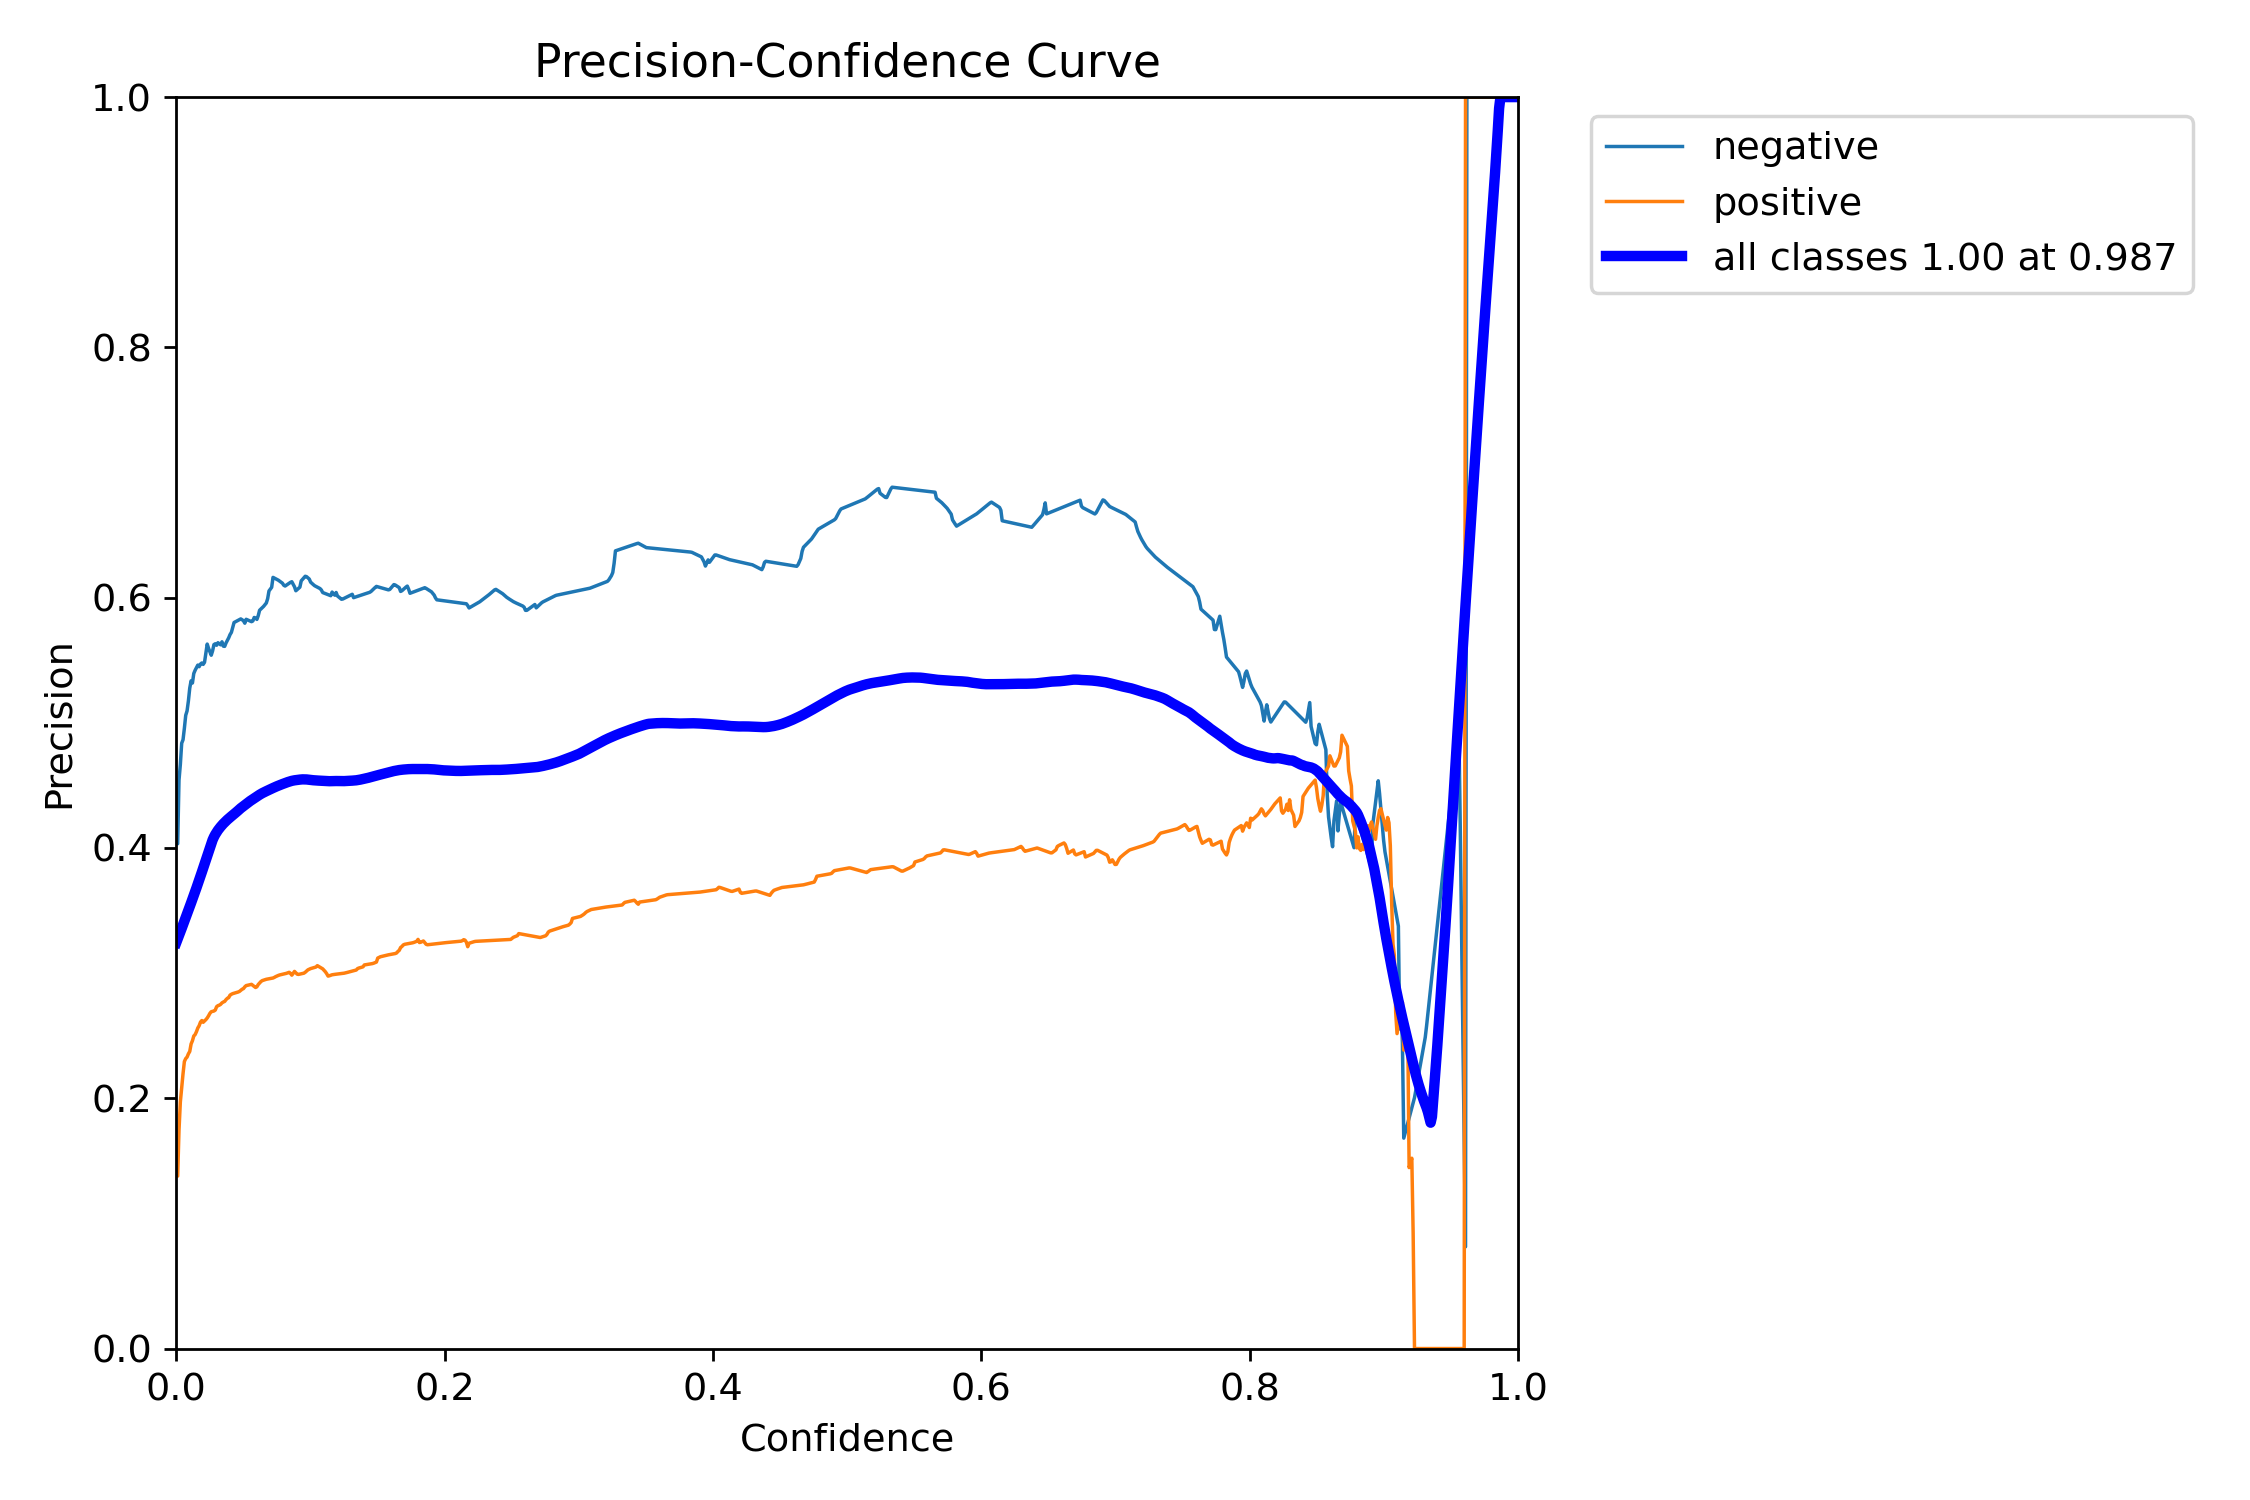 Precision-Confidence Curve
1.0
0.8
0.6
0.4
0.2
0.0
Precision
0.0 0.2 0.4 0.6 0.8 1.0
Confidence
negative
positive
all classes 1.00 at 0.987